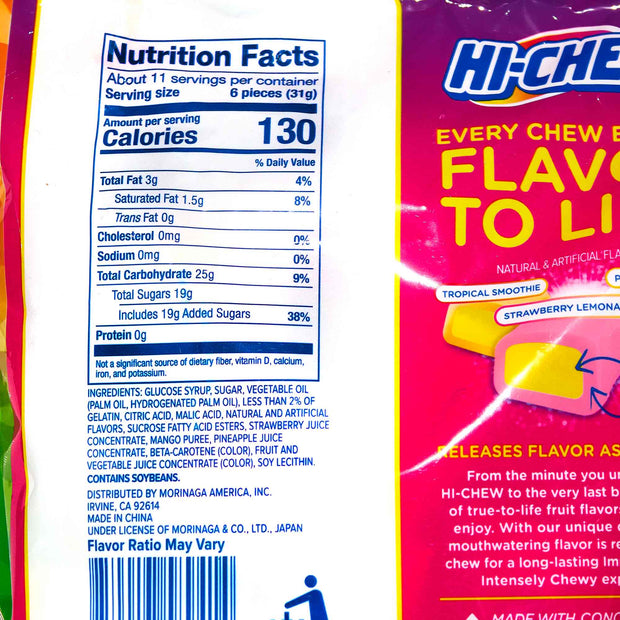 Nutrition Facts
About 11 servings per container
Serving size 6 pieces (31g)
Amount per serving
Calories 130
% Daily Value
Total Fat 3g 4%
Saturated Fat 1.5g 8%
Trans Fat 0g
Cholesterol 0mg 0%
Sodium 0mg 0%
Total Carbohydrate 25g 9%
Total Sugars 19g
Includes 19g Added Sugars 38%
Protein 0g
Not a significant source of dietary fiber, vitamin D, calcium,
iron, and potassium.
INGREDIENTS: GLUCOSE SYRUP, SUGAR, VEGETABLE OIL
(PALM OIL, HYDROGENATED PALM OIL), LESS THAN 2% OF
GELATIN, CITRIC ACID, MALIC ACID, NATURAL AND ARTIFICIAL
FLAVORS, SUCROSE FATTY ACID ESTERS, STRAWBERRY JUICE
CONCENTRATE, MANGO PUREE, PINEAPPLE JUICE
CONCENTRATE, BETA-CAROTENE (COLOR), FRUIT AND
VEGETABLE JUICE CONCENTRATE (COLOR), SOY LECITHIN.
CONTAINS SOYBEANS.
DISTRIBUTED BY MORINAGA AMERICA, INC.
IRVINE, CA 92614
MADE IN CHINA
UNDER LICENSE OF MORINAGA & CO., LTD., JAPAN
Flavor Ratio May Vary
HI-CHE
EVERY CHEW
FLAV
TO LI
NATURAL & ARTIFICIAL FLA
TROPICAL SMOOTHIE
STRAWBERRY LEMONA
RELEASES FLAVOR AS
From the minute you un
HI-CHEW to the very last b
of true-to-life fruit flavors
enjoy. With our unique
mouthwatering flavor is re
chew for a long-lasting Im
Intensely Chewy exp
MADE WITH CONC